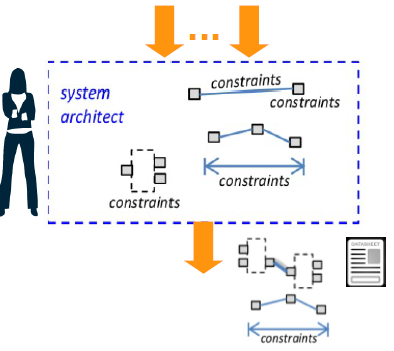 ...
constraints
constraints
system
architect
constraints
constraints
DATASHEET
constraints